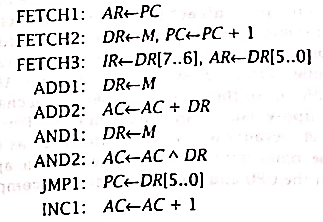 FETCH1: AR←PC
FETCH2: DR←M, PC←PC + 1
FETCH3: IR←DR[7..6], AR←DR[5..0]
ADD1: DR←M
ADD2: AC←AC + DR
AND1: DR←M
AND2: AC←AC ^ DR
JMP1: PC←DR[5..0]
INC1: AC←AC + 1